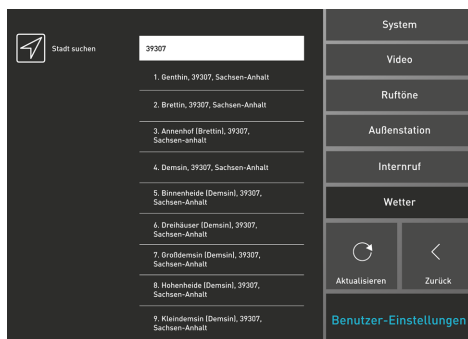 Stadt suchen
39307
1. Genthin, 39307, Sachsen-Anhalt
2. Brettin, 39307, Sachsen-Anhalt
3. Annenhof (Brettin), 39307,
Sachsen-anhalt
4. Demsin, 39307, Sachsen-Anhalt
5. Binnenheide (Demsin), 39307,
Sachsen-Anhalt
6. Dreihäuser (Demsin), 39307,
Sachsen-Anhalt
7. Großdemsin (Demsin), 39307,
Sachsen-Anhalt
8. Hohenheide (Demsin), 39307,
Sachsen-Anhalt
9. Kleindemsin (Demsin), 39307,
Sachsen-Anhalt
System
Video
Ruftöne
Außenstation
Internruf
Wetter
Aktualisieren
Zurück
Benutzer-Einstellungen